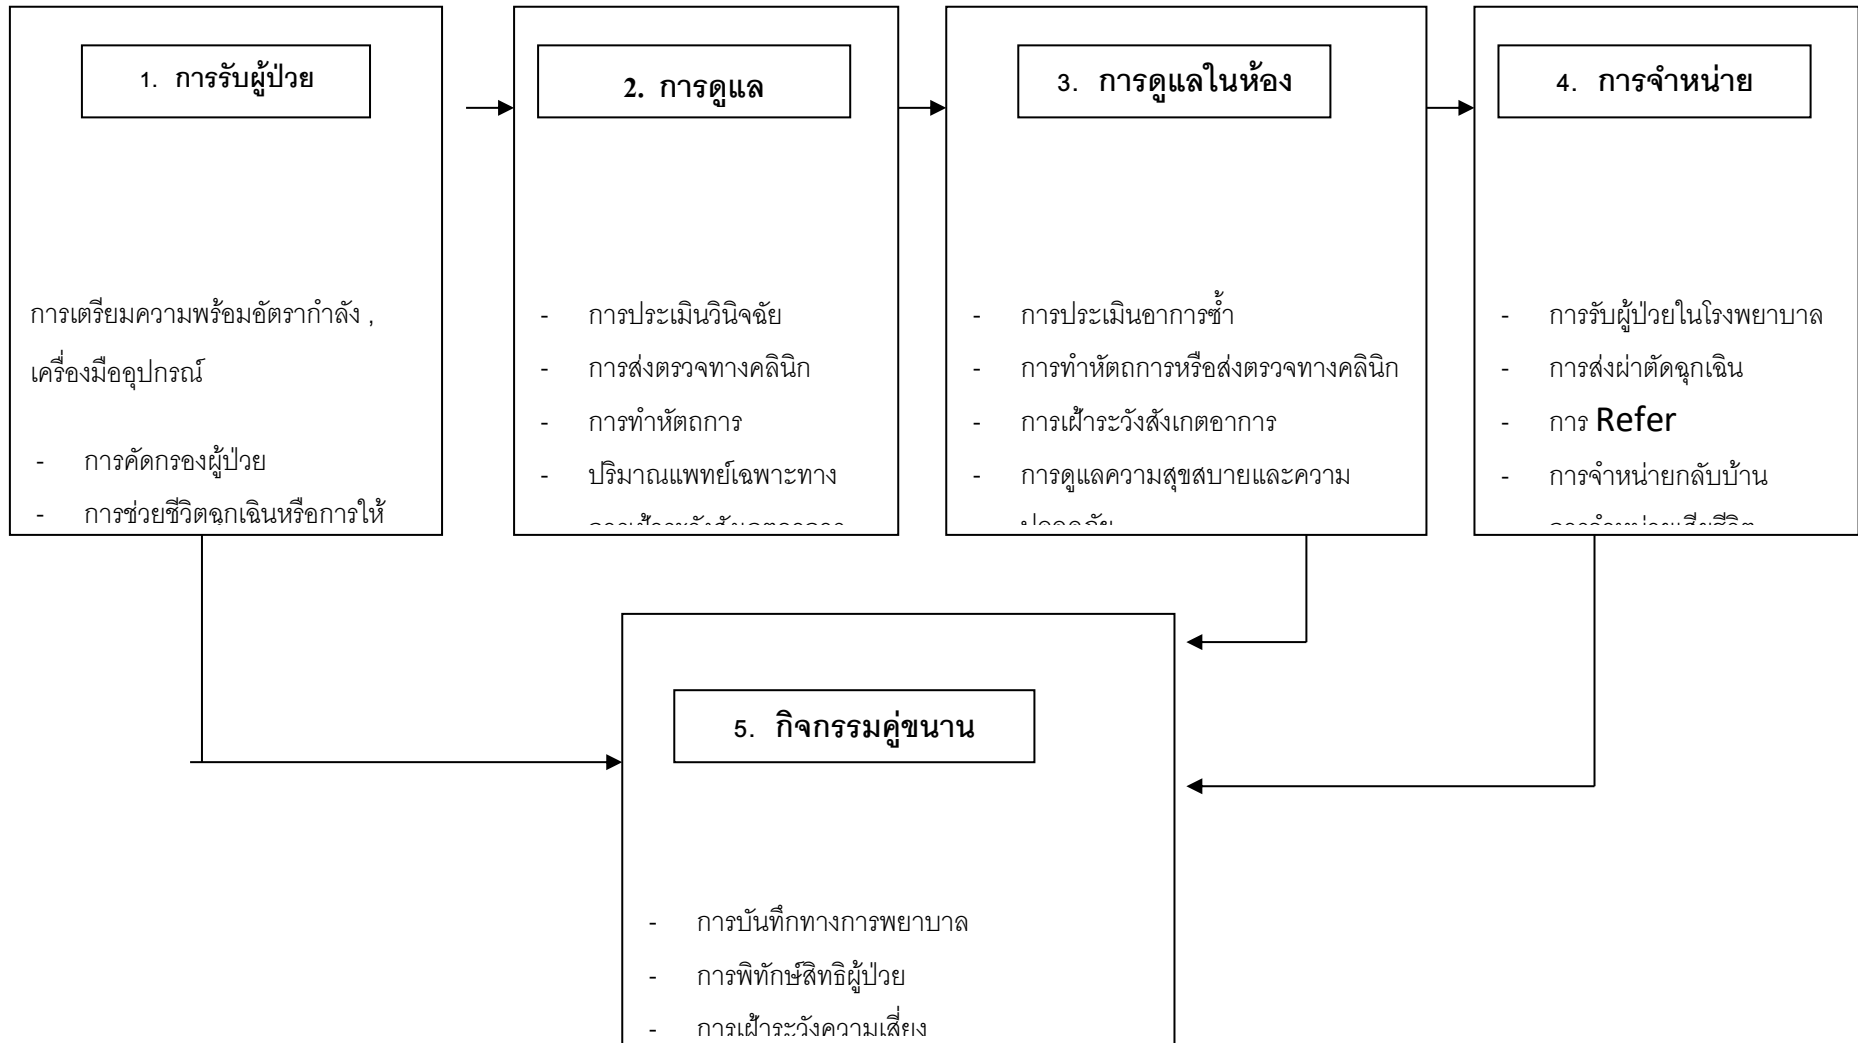 1. การรับผู้ป่วย
การเตรียมความพร้อมอัตรากำลัง ,
เครื่องมืออุปกรณ์
- การคัดกรองผู้ป่วย
- การช่วยชีวิตฉุกเฉินหรือการให้
2. การดูแล
- การประเมินวินิจฉัย
- การส่งตรวจทางคลินิก
- การทำหัตถการ
- ปริมาณแพทย์เฉพาะทาง
3. การดูแลในห้อง
- การประเมินอาการซ้ำ
- การทำหัตถการหรือส่งตรวจทางคลินิก
- การเฝ้าระวังสังเกตอาการ
- การดูแลความสุขสบายและความ
4. การจำหน่าย
- การรับผู้ป่วยในโรงพยาบาล
- การส่งผ่าตัดฉุกเฉิน
- การ Refer
- การจำหน่ายกลับบ้าน
5. กิจกรรมคู่ขนาน
- การบันทึกทางการพยาบาล
- การพิทักษ์สิทธิผู้ป่วย
- การเฝ้าระวังความเสี่ยง